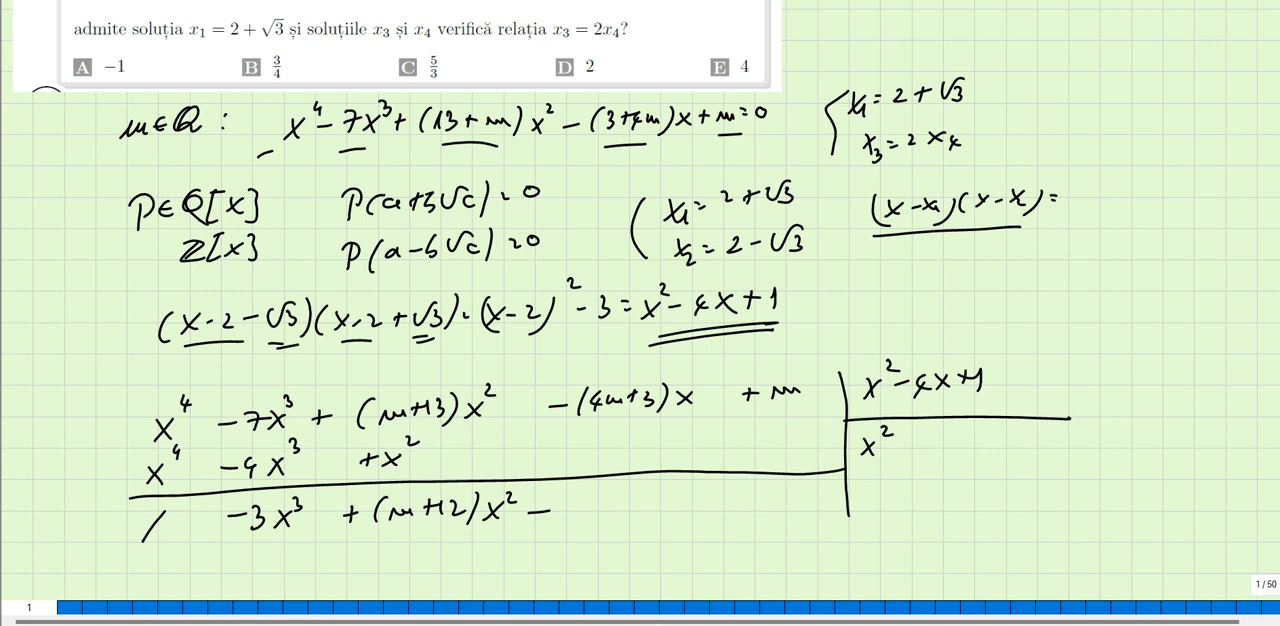 admite soluția x₁ = 2 + √3 și soluțiile x₃ și x₄ verifică relația x₃ = 2x₄?
A −1 B 3/4 C 5/3 D 2 E 4
m∈Q : x⁴ − 7x³ + (13 + m)x² − (3+4m)x + m = 0
x₁ = 2 + √3
x₃ = 2x₄
P∈Q[x] P(a+b√c) = 0 x₁ = 2 + √3 (x − x₁)(x − x₂) =
Z[x] P(a−b√c) = 0 x₂ = 2 − √3
(x − 2 − √3)(x − 2 + √3) = (x − 2)² − 3 = x² − 4x + 1
x⁴ − 7x³ + (m+13)x² − (4m+3)x + m x² − 4x + 1
x⁴ − 4x³ + x² x²
/ − 3x³ + (m+12)x² −
1/50
1